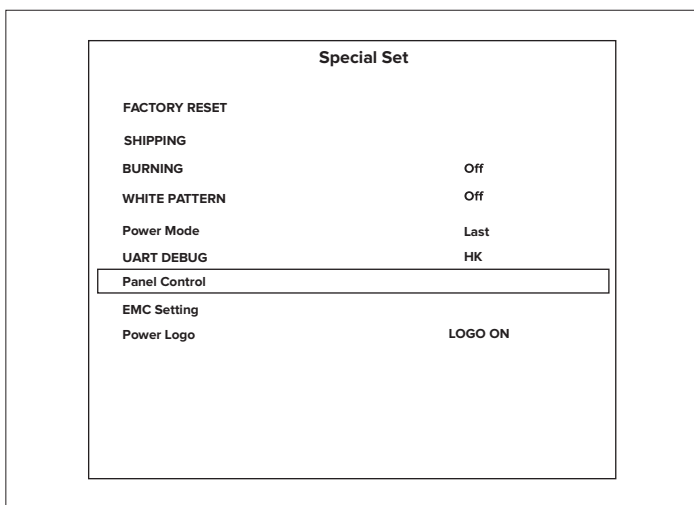 Special Set
FACTORY RESET
SHIPPING
BURNING Off
WHITE PATTERN Off
Power Mode Last
UART DEBUG HK
Panel Control
EMC Setting
Power Logo LOGO ON